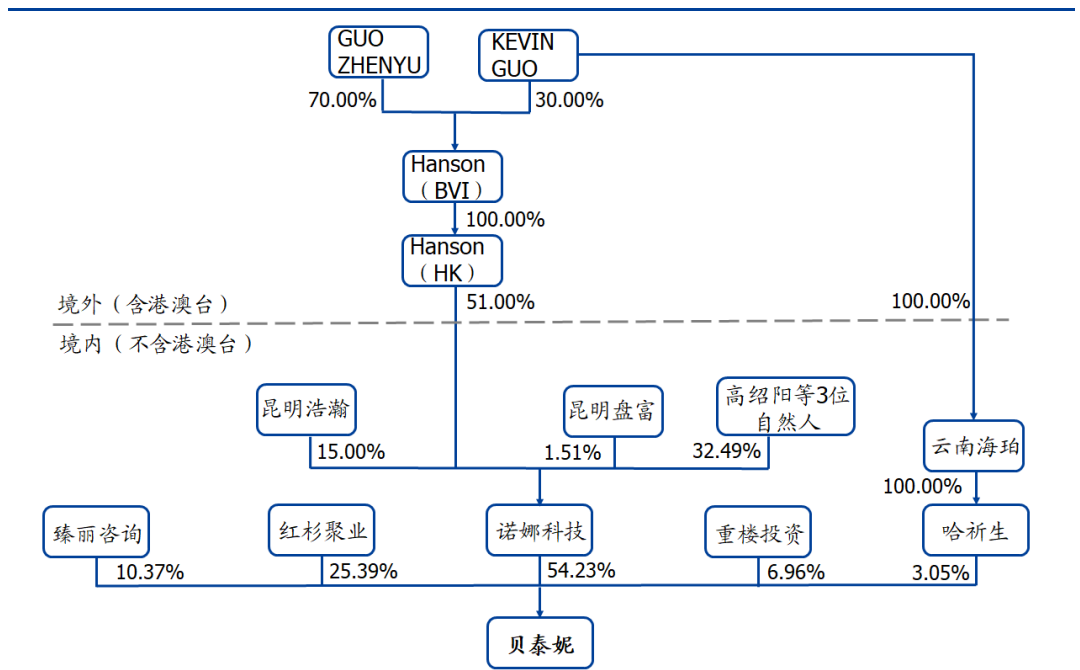 GUO
ZHENYU
KEVIN
GUO
70.00%
30.00%
Hanson
（BVI）
100.00%
Hanson
（HK）
境外（含港澳台）
51.00%
100.00%
境内（不含港澳台）
昆明浩瀚
昆明盘富
高绍阳等3位
自然人
云南海珀
15.00%
1.51%
32.49%
100.00%
臻丽咨询
红杉聚业
诺娜科技
重楼投资
哈祈生
10.37%
25.39%
54.23%
6.96%
3.05%
贝泰妮